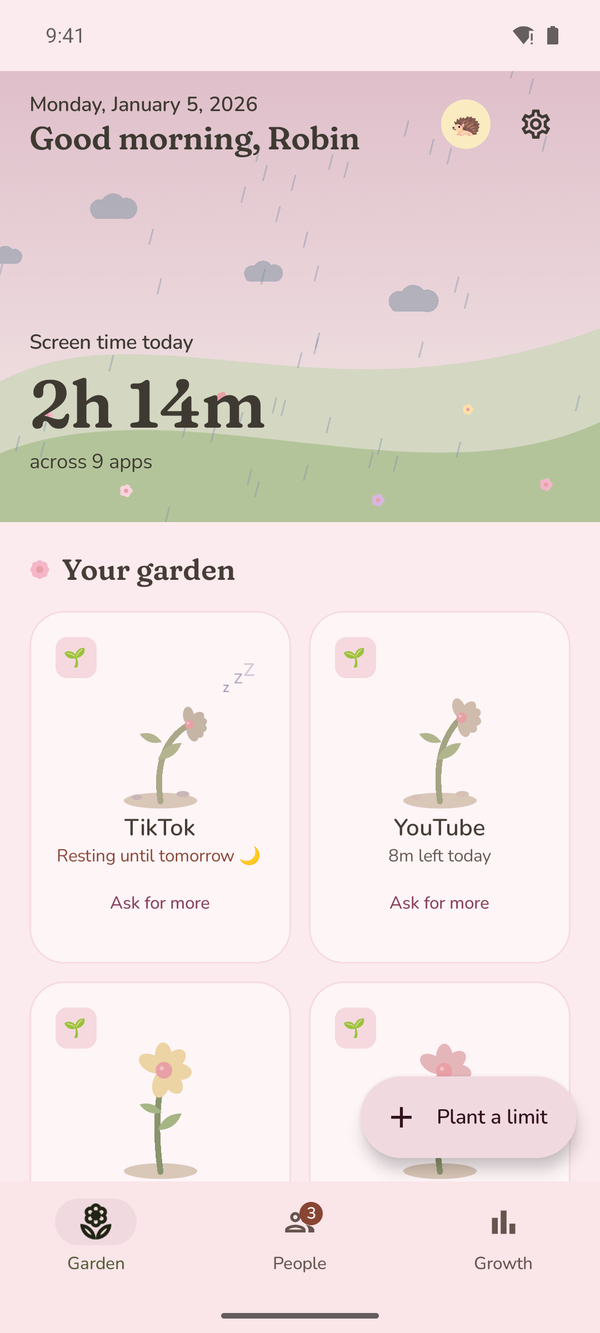 9:41
Monday, January 5, 2026
Good morning, Robin
Screen time today
2h 14m
across 9 apps
Your garden
z z Z
TikTok
Resting until tomorrow 🌙
Ask for more
YouTube
8m left today
Ask for more
Plant a limit
Garden
3
People
Growth